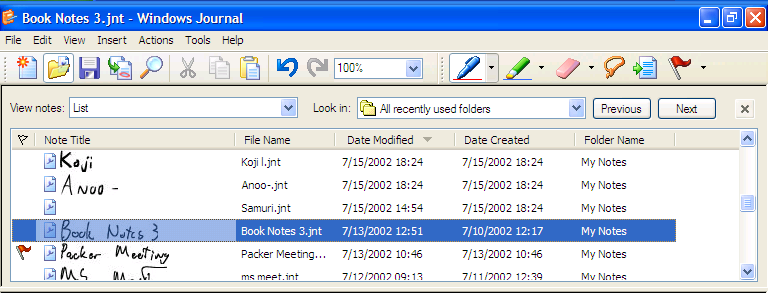 Book Notes 3.jnt - Windows Journal
File Edit View Insert Actions Tools Help
100%
View notes: List Look in: All recently used folders Previous Next
Note Title File Name Date Modified Date Created Folder Name
Koji Koji l.jnt 7/15/2002 18:24 7/15/2002 18:24 My Notes
Anoo - Anoo-.jnt 7/15/2002 18:24 7/15/2002 18:24 My Notes
Samuri.jnt 7/15/2002 14:54 7/15/2002 18:24 My Notes
Book Notes 3 Book Notes 3.jnt 7/13/2002 12:51 7/10/2002 12:17 My Notes
Packer Meeting Packer Meeting... 7/13/2002 10:46 7/13/2002 10:46 My Notes
MS ms meet.jnt 7/12/2002 09:13 7/11/2002 12:39 My Notes